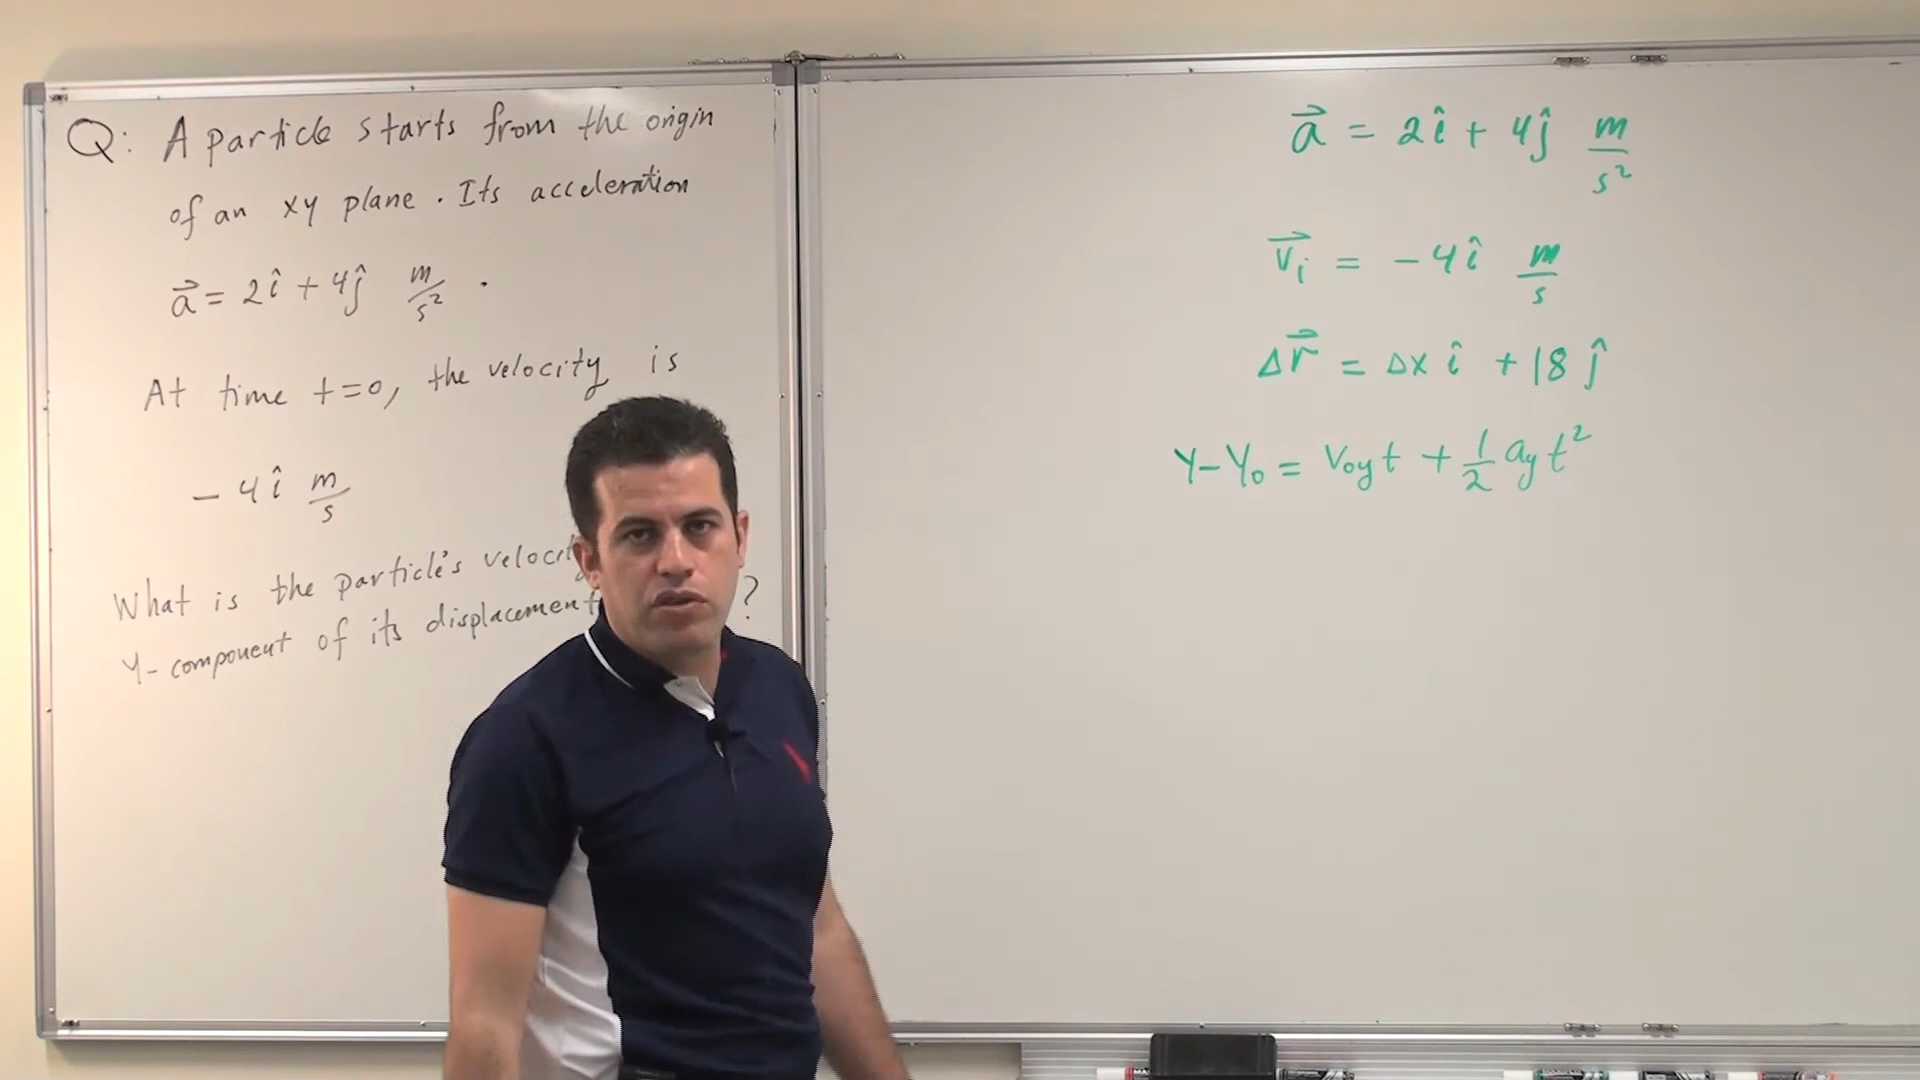 Q: A particle starts from the origin
of an xy plane. Its acceleration
a⃗ = 2î + 4ĵ m/s² .
At time t=0, the velocity is
- 4î m/s
What is the particle's velocity
Y-component of its displacement ?
a⃗ = 2î + 4ĵ m/s²
v⃗ᵢ = - 4î m/s
Δr⃗ = Δx î + 18 ĵ
Y-Y₀ = V₀yt + 1/2 ay t²